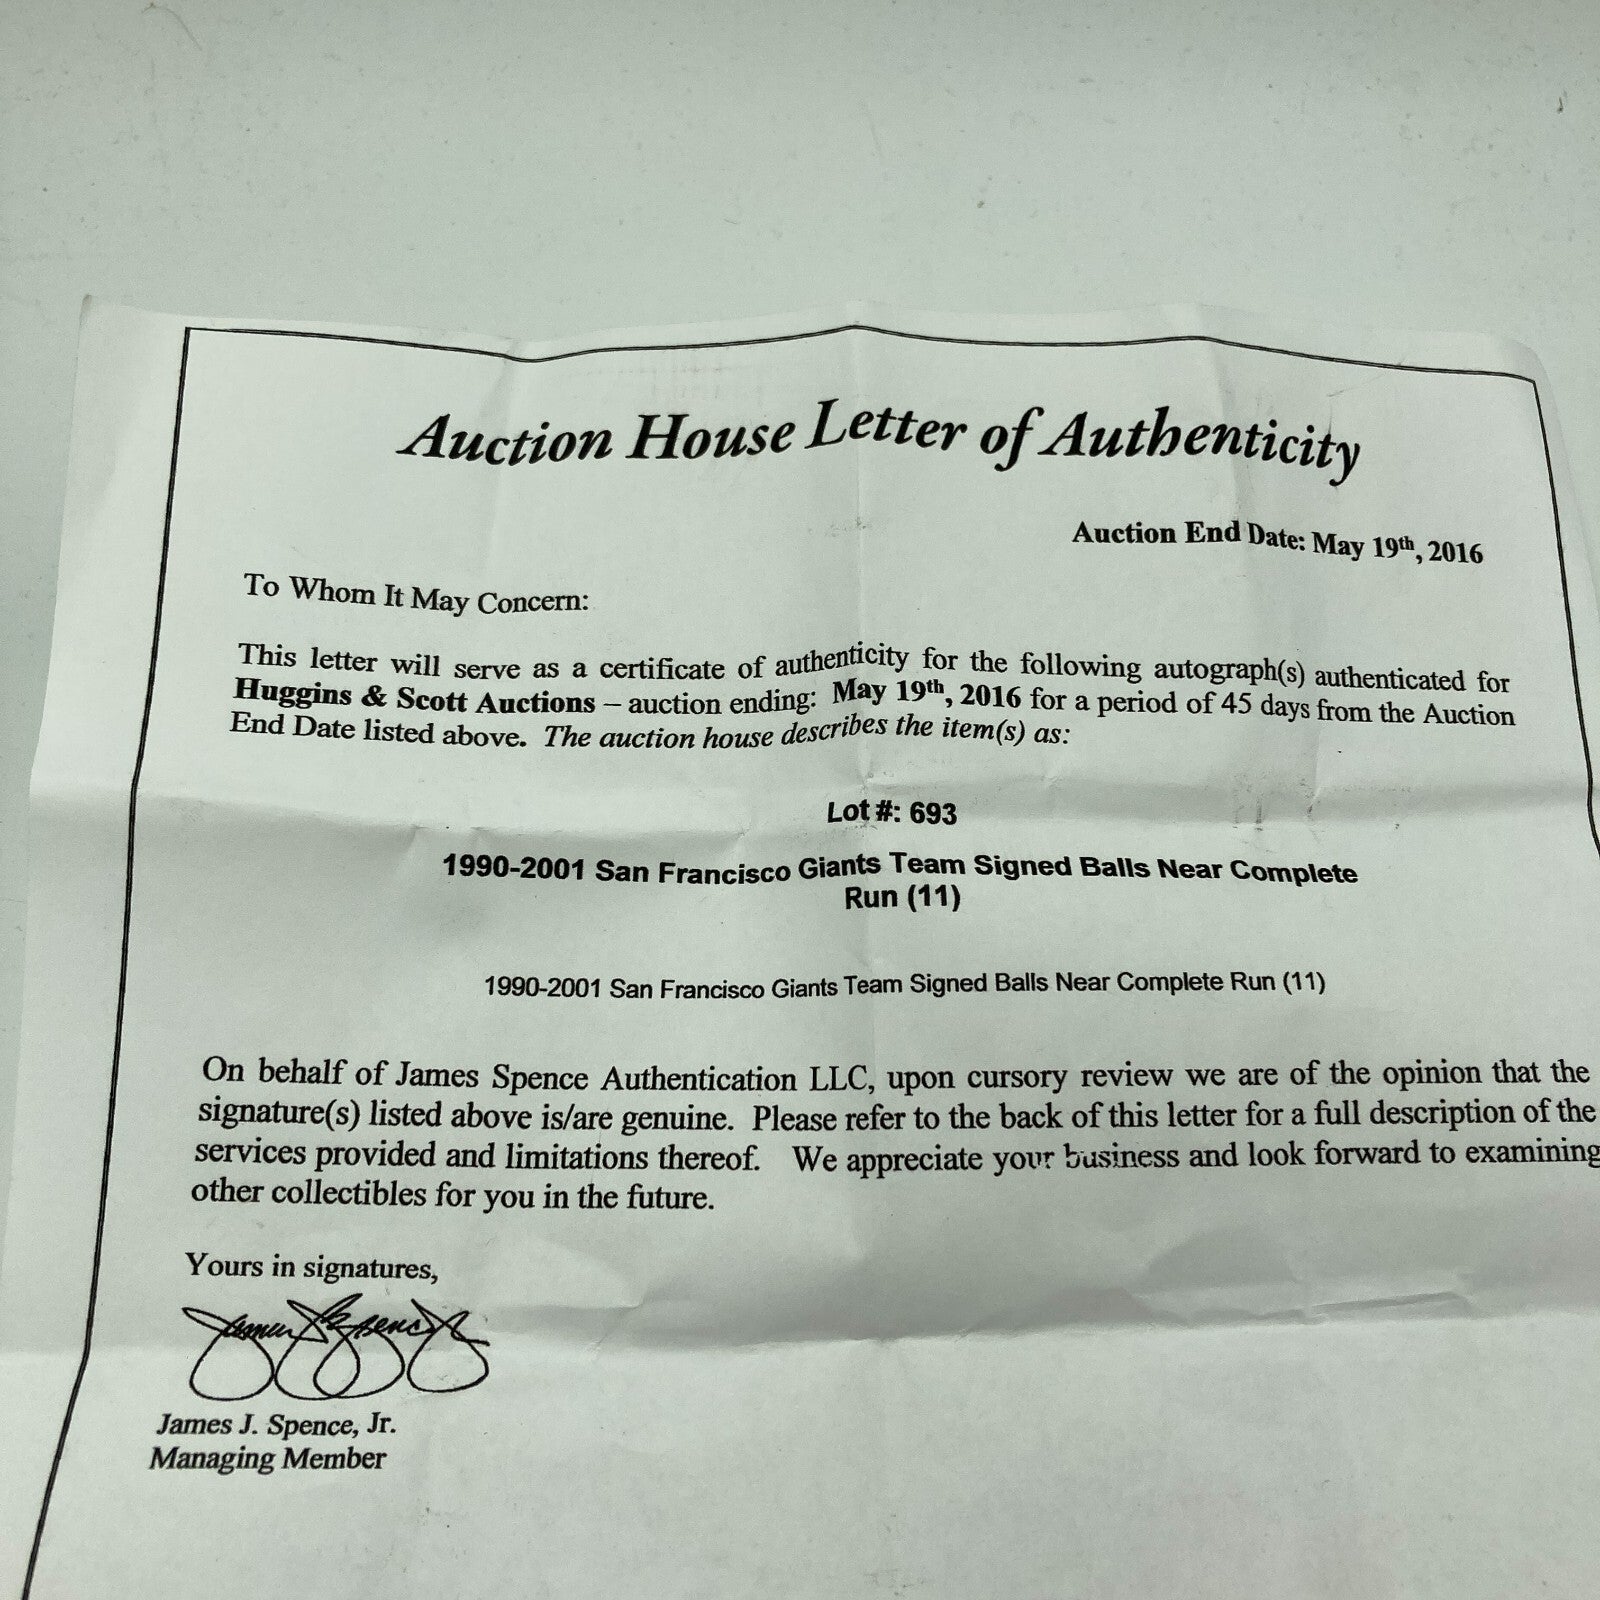 Auction House Letter of Authenticity
Auction End Date: May 19th, 2016
To Whom It May Concern:
This letter will serve as a certificate of authenticity for the following autograph(s) authenticated for
Huggins & Scott Auctions – auction ending: May 19th, 2016 for a period of 45 days from the Auction
End Date listed above. The auction house describes the item(s) as:
Lot #: 693
1990-2001 San Francisco Giants Team Signed Balls Near Complete
Run (11)
1990-2001 San Francisco Giants Team Signed Balls Near Complete Run (11)
On behalf of James Spence Authentication LLC, upon cursory review we are of the opinion that the
signature(s) listed above is/are genuine. Please refer to the back of this letter for a full description of the
services provided and limitations thereof. We appreciate your business and look forward to examining
other collectibles for you in the future.
Yours in signatures,
James J. Spence, Jr.
James J. Spence, Jr.
Managing Member